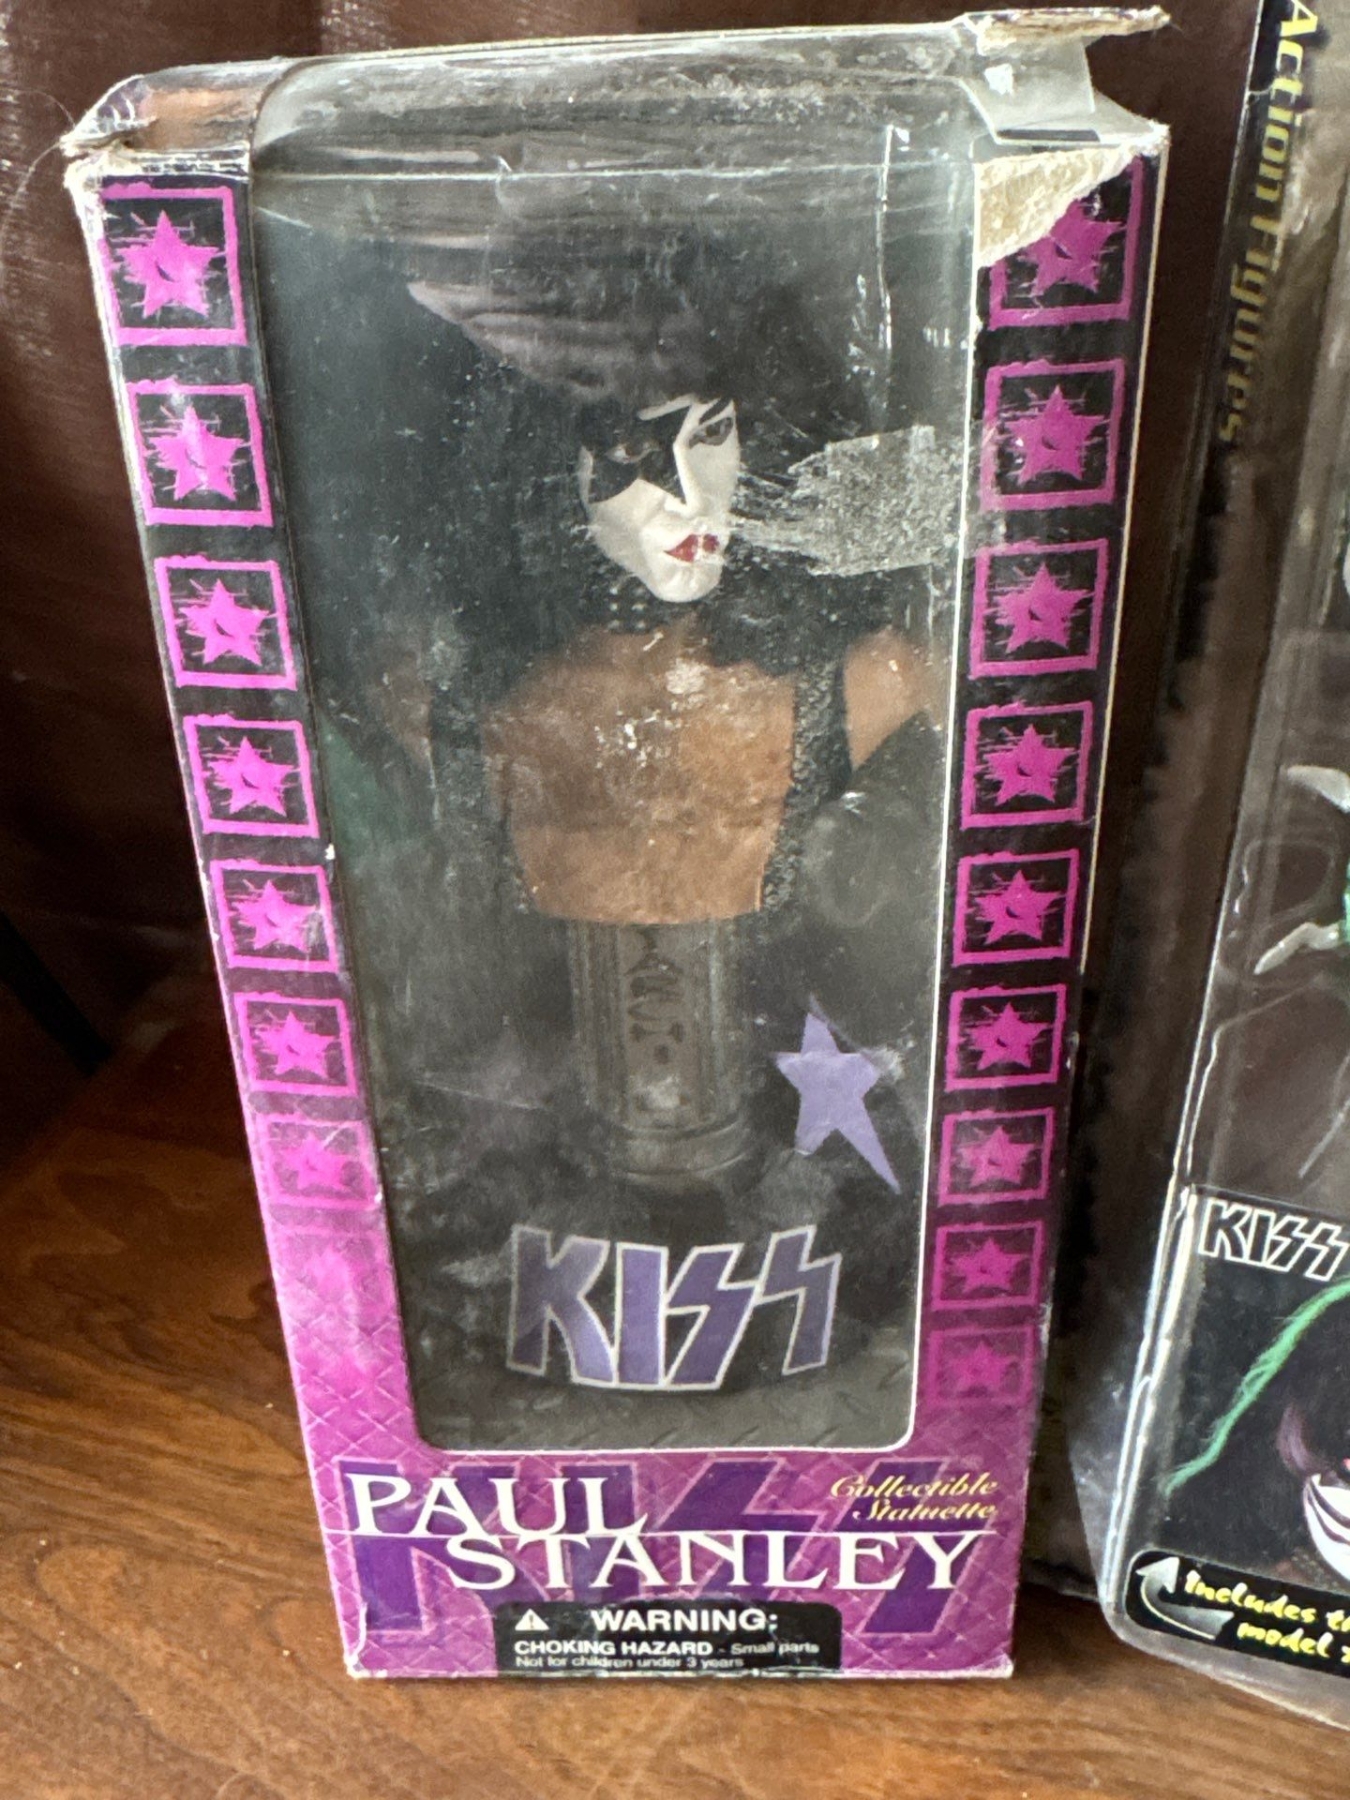 Action Figures
KISS
PAUL
STANLEY
Collectible
Statuette
WARNING:
CHOKING HAZARD - Small parts
Not for children under 3 years
KISS
includes
model